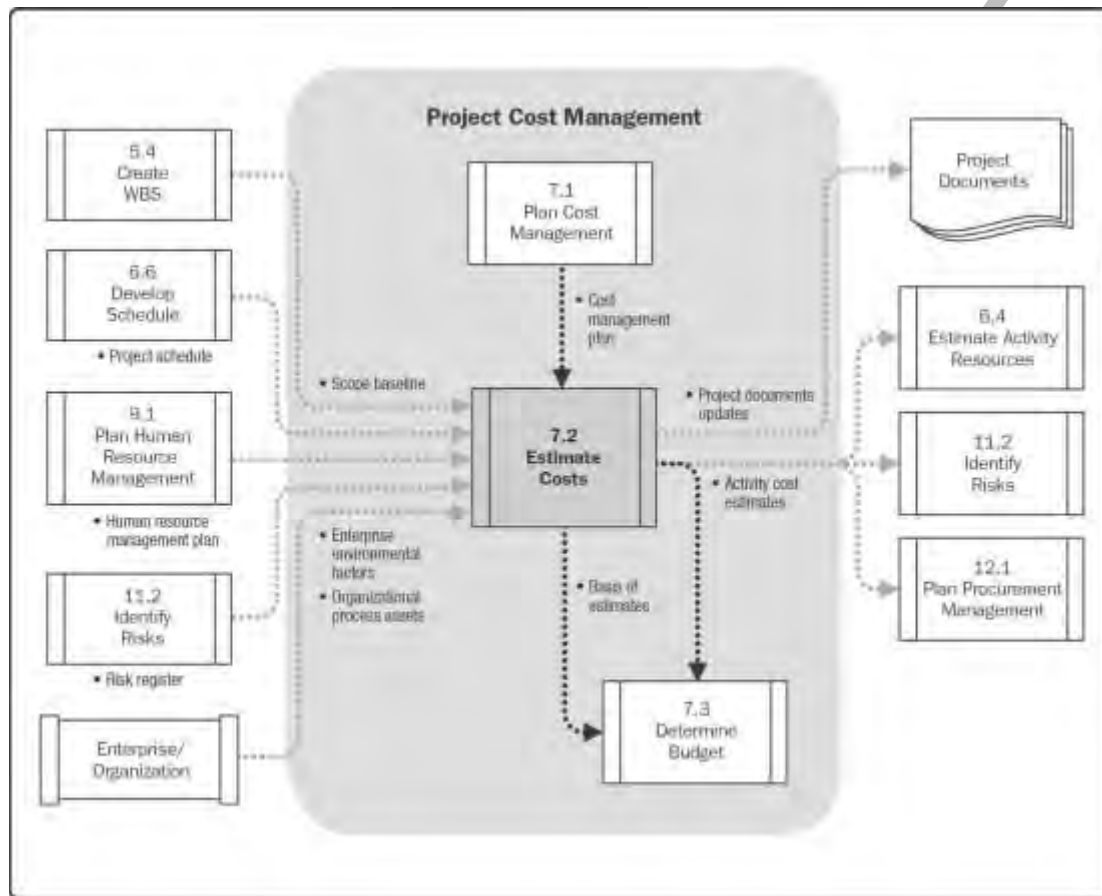 Project Cost Management
5.4
Create
WBS
6.6
Develop
Schedule
• Project schedule
9.1
Plan Human
Resource
Management
• Human resource
management plan
11.2
Identify
Risks
• Risk register
Enterprise/
Organization
7.1
Plan Cost
Management
• Cost
management
plan
• Scope baseline
7.2
Estimate
Costs
• Enterprise
environmental
factors
• Organizational
process assets
• Project documents
updates
• Activity cost
estimates
• Basis of
estimates
7.3
Determine
Budget
Project
Documents
6.4
Estimate Activity
Resources
11.2
Identify
Risks
12.1
Plan Procurement
Management